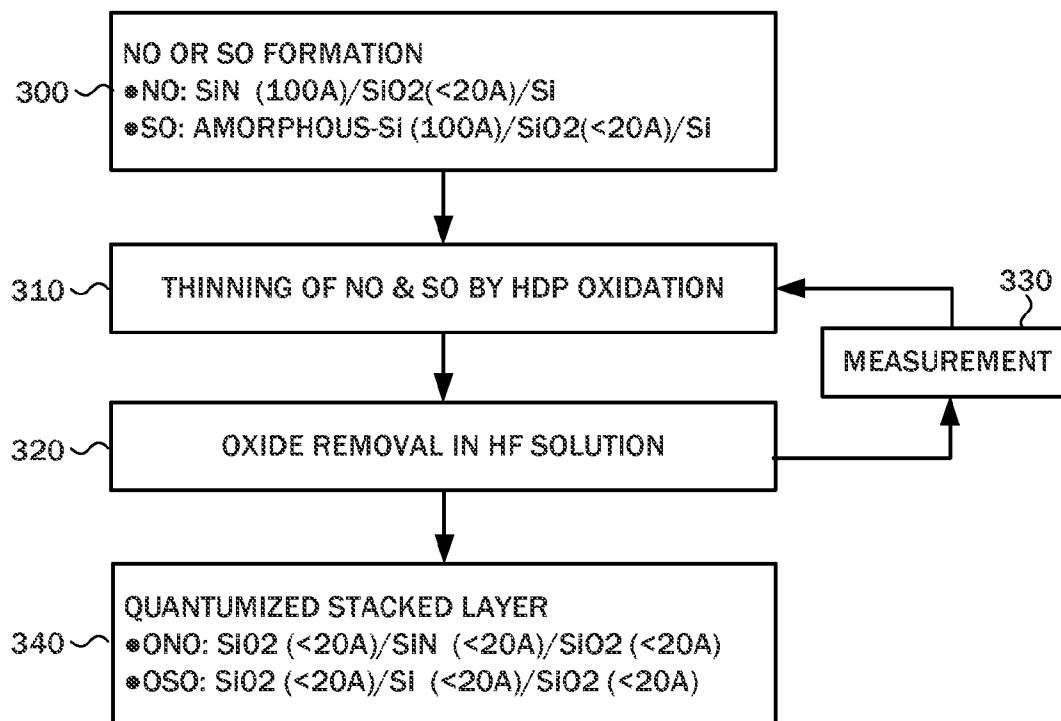 NO OR SO FORMATION
300
●NO: SiN (100A)/SiO2(<20A)/Si
●SO: AMORPHOUS-Si (100A)/SiO2(<20A)/Si
310
THINNING OF NO & SO BY HDP OXIDATION
330
MEASUREMENT
320
OXIDE REMOVAL IN HF SOLUTION
QUANTUMIZED STACKED LAYER
340
●ONO: SiO2 (<20A)/SiN (<20A)/SiO2 (<20A)
●OSO: SiO2 (<20A)/Si (<20A)/SiO2 (<20A)